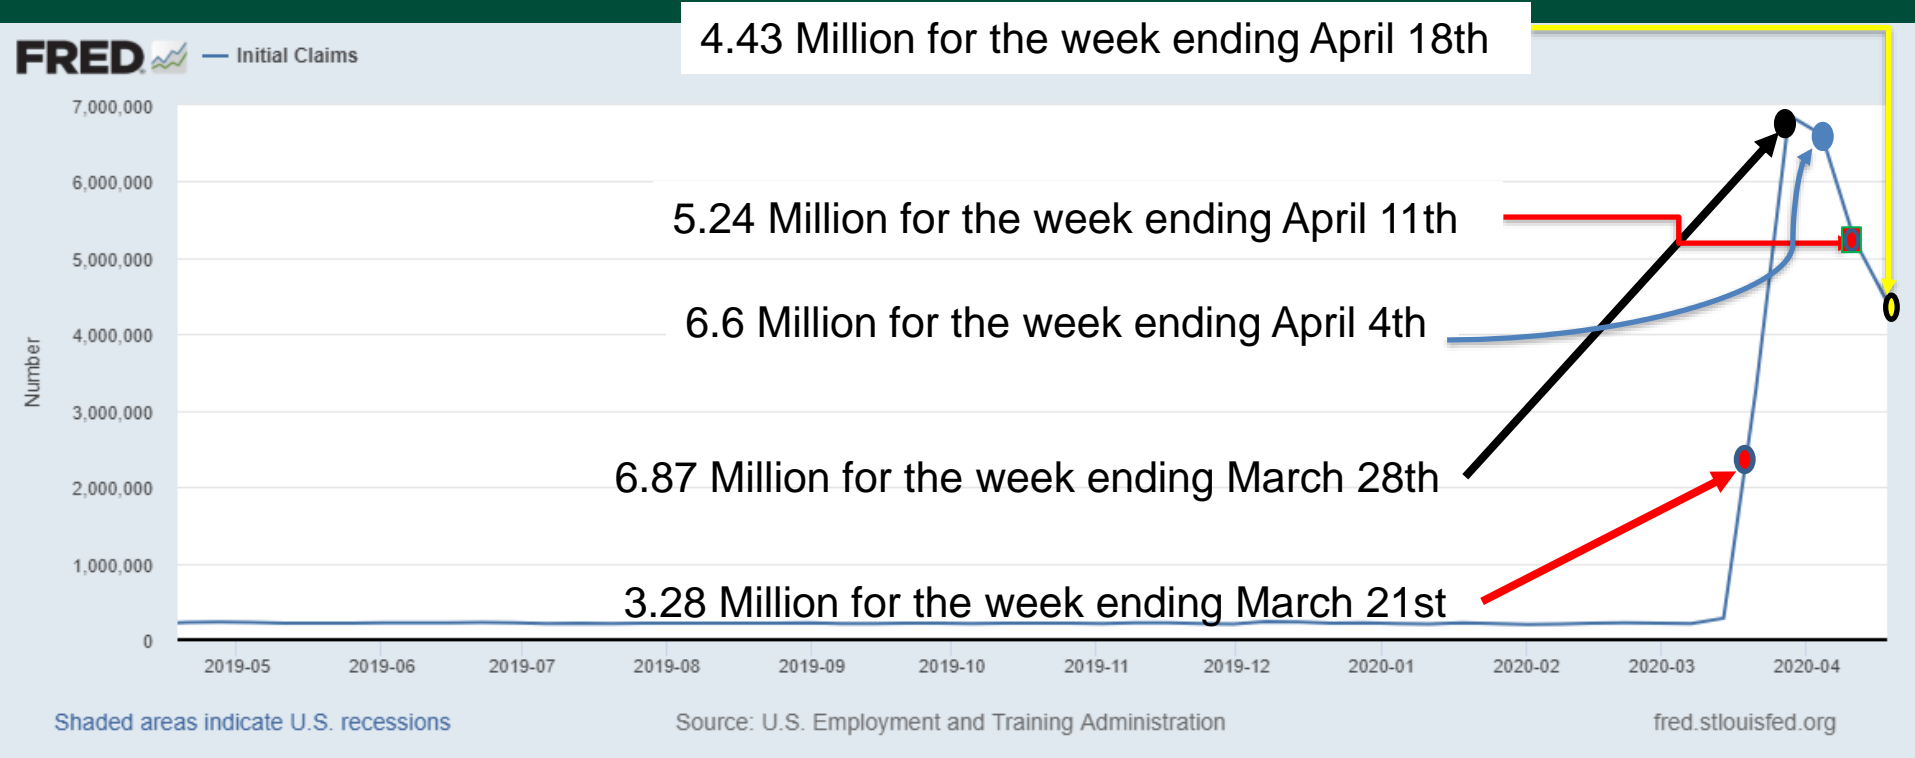 4.43 Million for the week ending April 18th
FRED
Initial Claims
7,000,000
6,000,000
5.24 Million for the week ending April 11th
5,000,000
6.6 Million for the week ending April 4th
4,000,000
Number
3,000,000
6.87 Million for the week ending March 28th
2,000,000
1,000,000
3.28 Million for the week ending March 21st
0
2019-05 2019-06 2019-07 2019-08 2019-09 2019-10 2019-11 2019-12 2020-01 2020-02 2020-03 2020-04
Shaded areas indicate U.S. recessions
Source: U.S. Employment and Training Administration
fred.stlouisfed.org